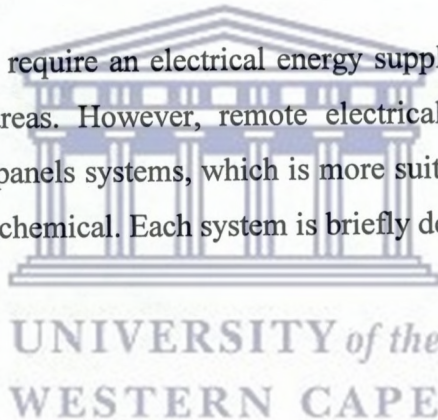 require an electrical energy suppl
reas. However, remote electrical
panels systems, which is more suit
chemical. Each system is briefly de
UNIVERSITY of the
WESTERN CAPE